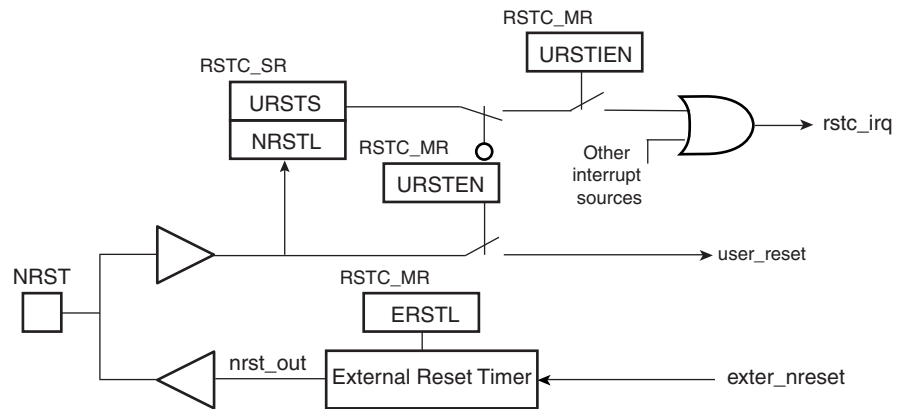 RSTC_MR
URSTIEN
RSTC_SR
URSTS
NRSTL
rstc_irq
RSTC_MR
URSTEN
Other
interrupt
sources
user_reset
NRST
RSTC_MR
ERSTL
nrst_out
External Reset Timer
exter_nreset